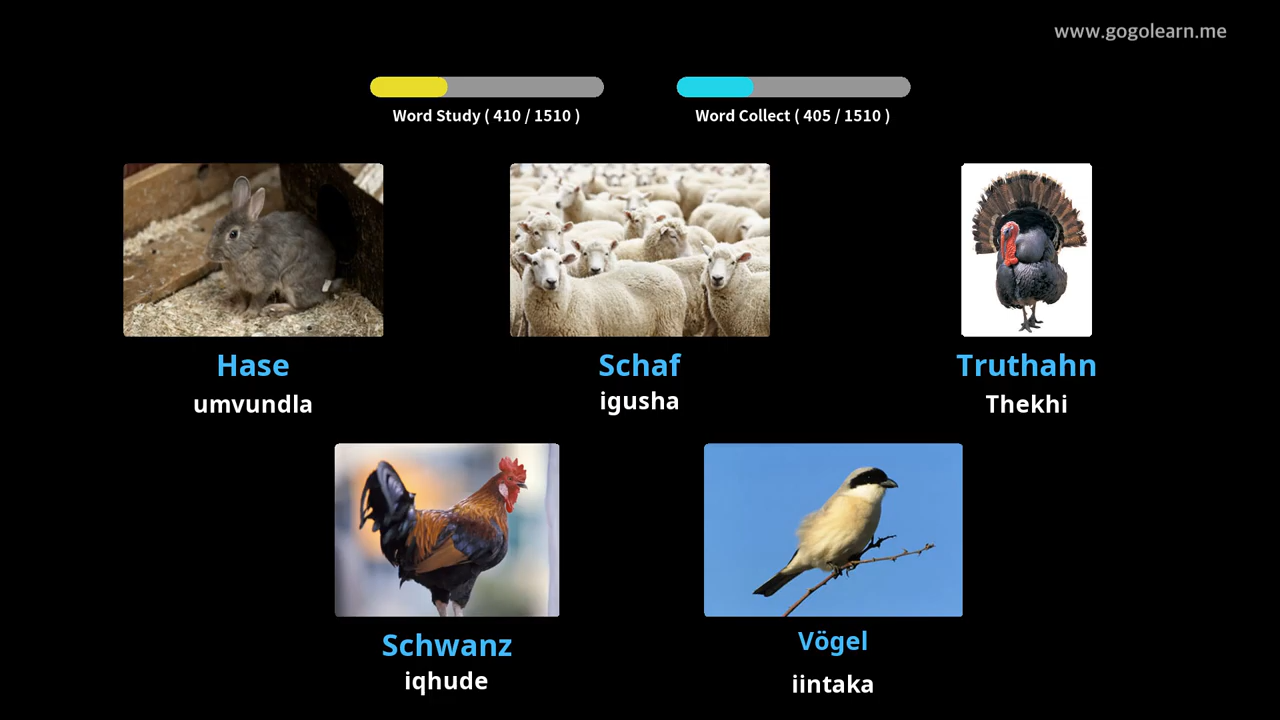 www.gogolearn.me
Word Study ( 410 / 1510 )
Word Collect ( 405 / 1510 )
Hase
umvundla
Schaf
igusha
Truthahn
Thekhi
Schwanz
iqhude
Vögel
iintaka